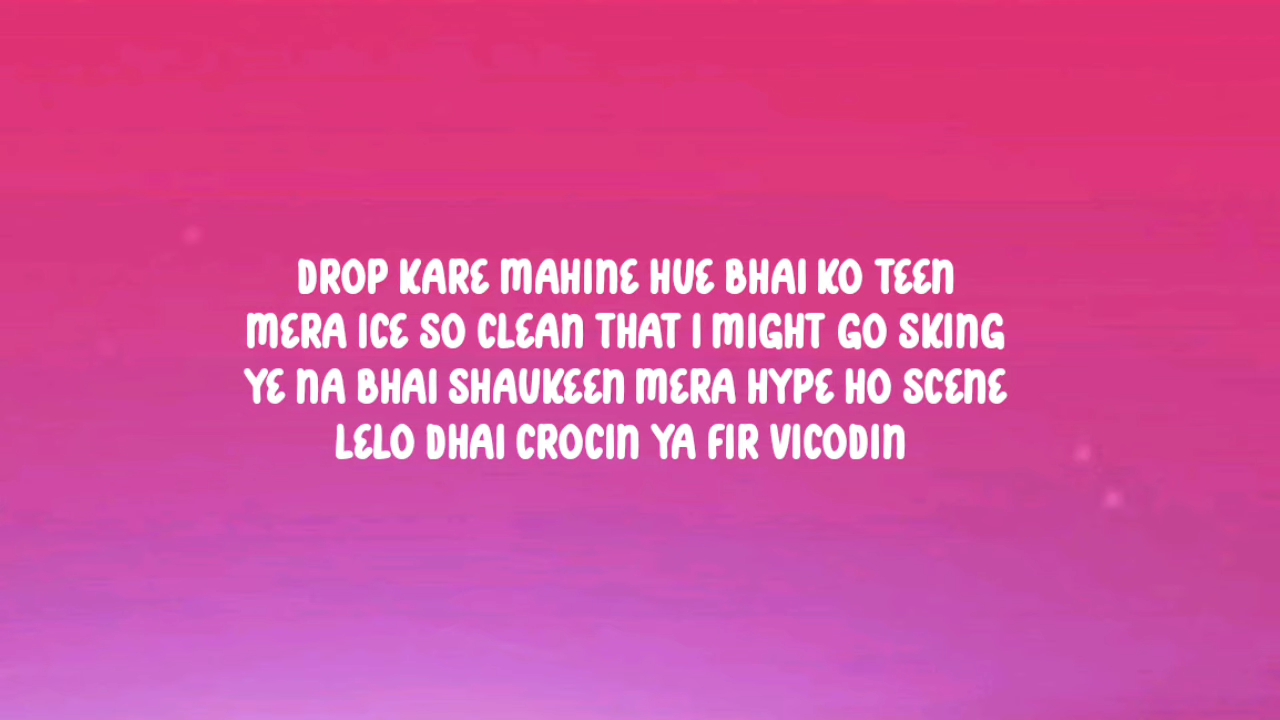 DROP KARE MAHINE HUE BHAI KO TEEN
MERA ICE SO CLEAN THAT I MIGHT GO SKING
YE NA BHAI SHAUKEEN MERA HYPE HO SCENE
LELO DHAI CROCIN YA FIR VICODIN